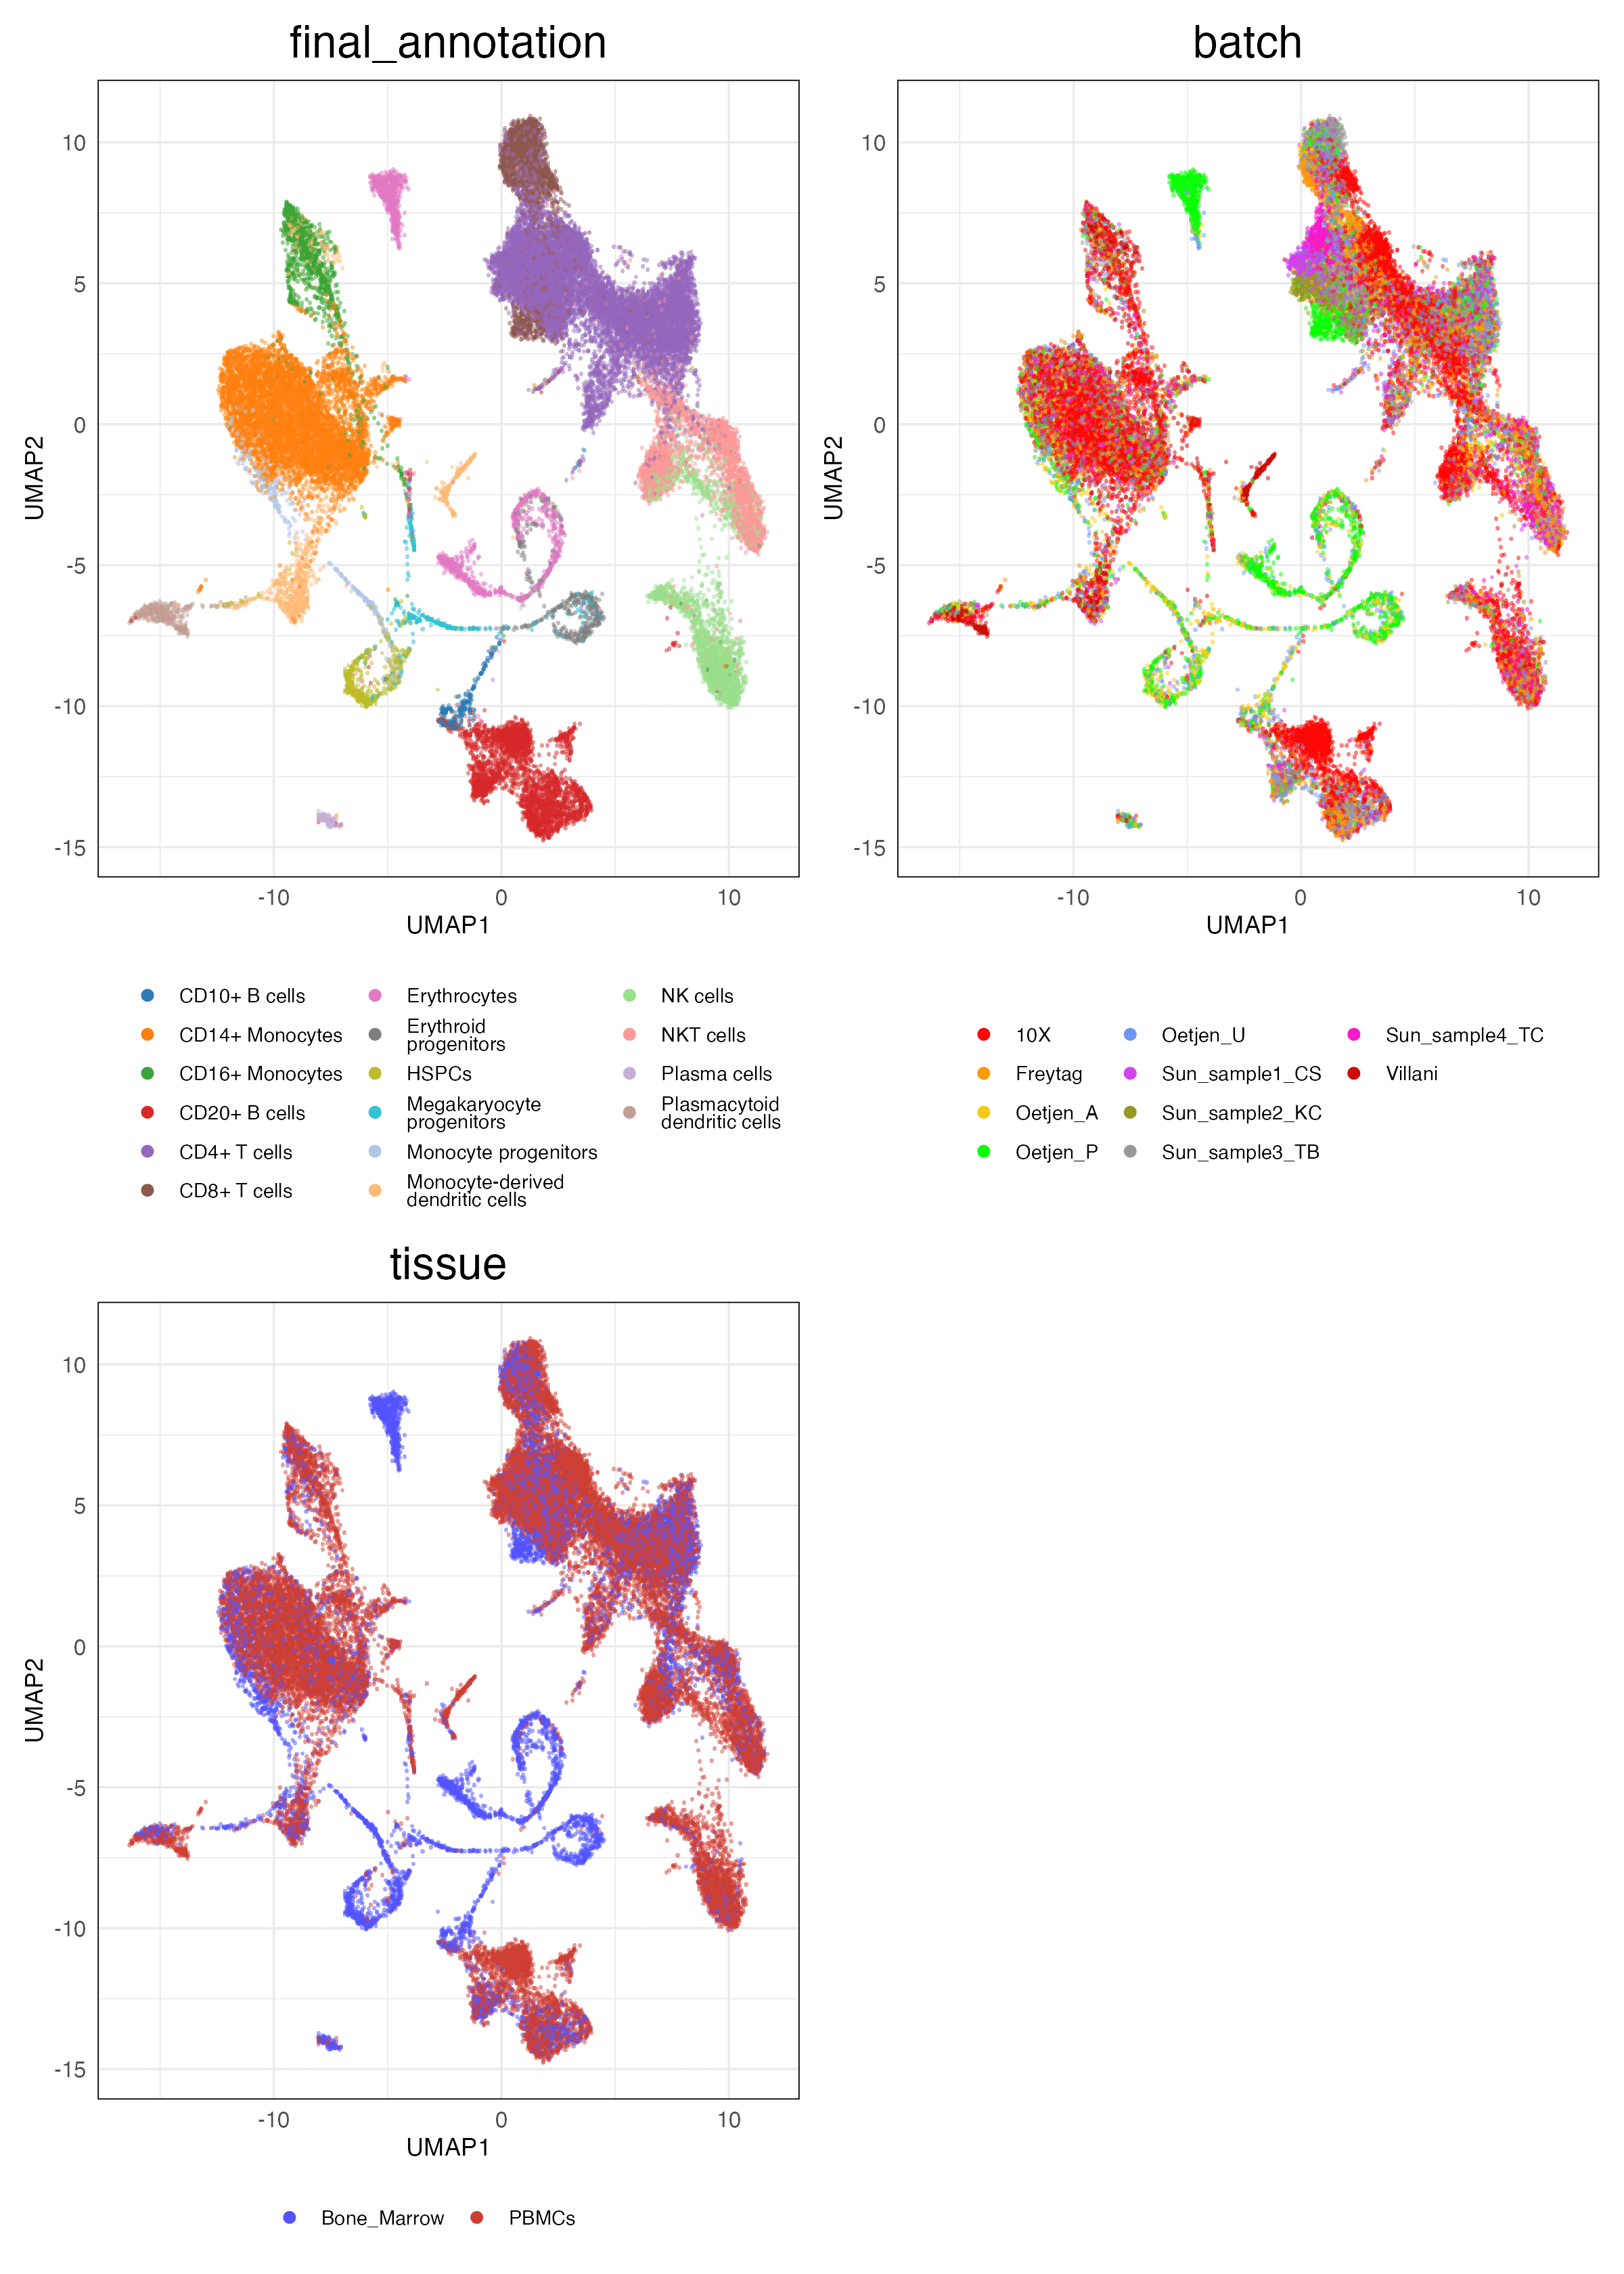 final_annotation
batch
10
5
0
-5
-10
-15
-10
0
10
UMAP1
UMAP2
10
5
0
-5
-10
-15
-10
0
10
UMAP1
UMAP2
CD10+ B cells
CD14+ Monocytes
CD16+ Monocytes
CD20+ B cells
CD4+ T cells
CD8+ T cells
Erythrocytes
Erythroid
progenitors
HSPCs
Megakaryocyte
progenitors
Monocyte progenitors
Monocyte-derived
dendritic cells
NK cells
NKT cells
Plasma cells
Plasmacytoid
dendritic cells
10X
Freytag
Oetjen_A
Oetjen_P
Oetjen_U
Sun_sample1_CS
Sun_sample2_KC
Sun_sample3_TB
Sun_sample4_TC
Villani
tissue
10
5
0
-5
-10
-15
-10
0
10
UMAP1
UMAP2
Bone_Marrow
PBMCs